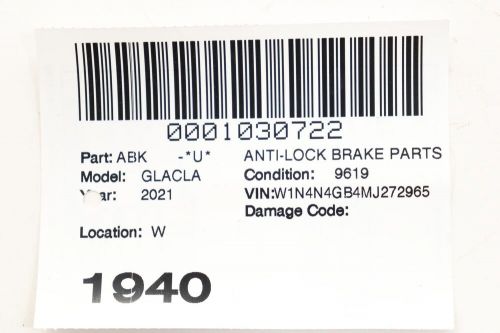 0001030722
Part: ABK -*U* ANTI-LOCK BRAKE PARTS
Model: GLACLA Condition: 9619
Year: 2021 VIN:W1N4N4GB4MJ272965
Damage Code:
Location: W
1940